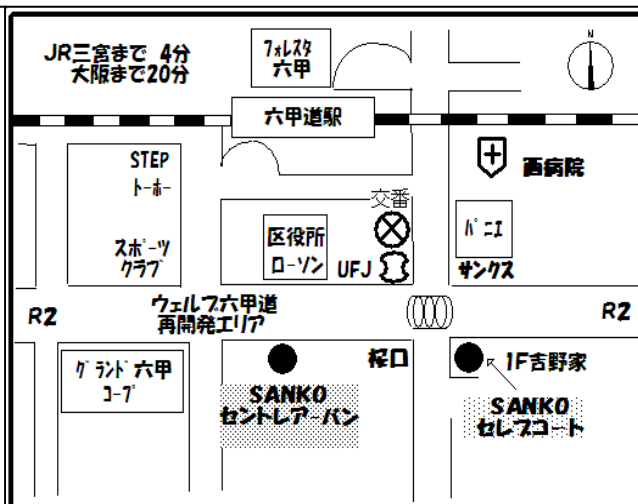 JR三宮まで 4分
大阪まで20分
フォレスタ
六甲
N
六甲道駅
STEP
トーホー
スポーツ
クラブ
西病院
交番
区役所
ローソン
UFJ
パニエ
サンクス
ウェルブ六甲道
再開発エリア
R2
R2
グランド六甲
コープ
桜口
1F吉野家
SANKO
セントレアーバン
SANKO
セレブコート